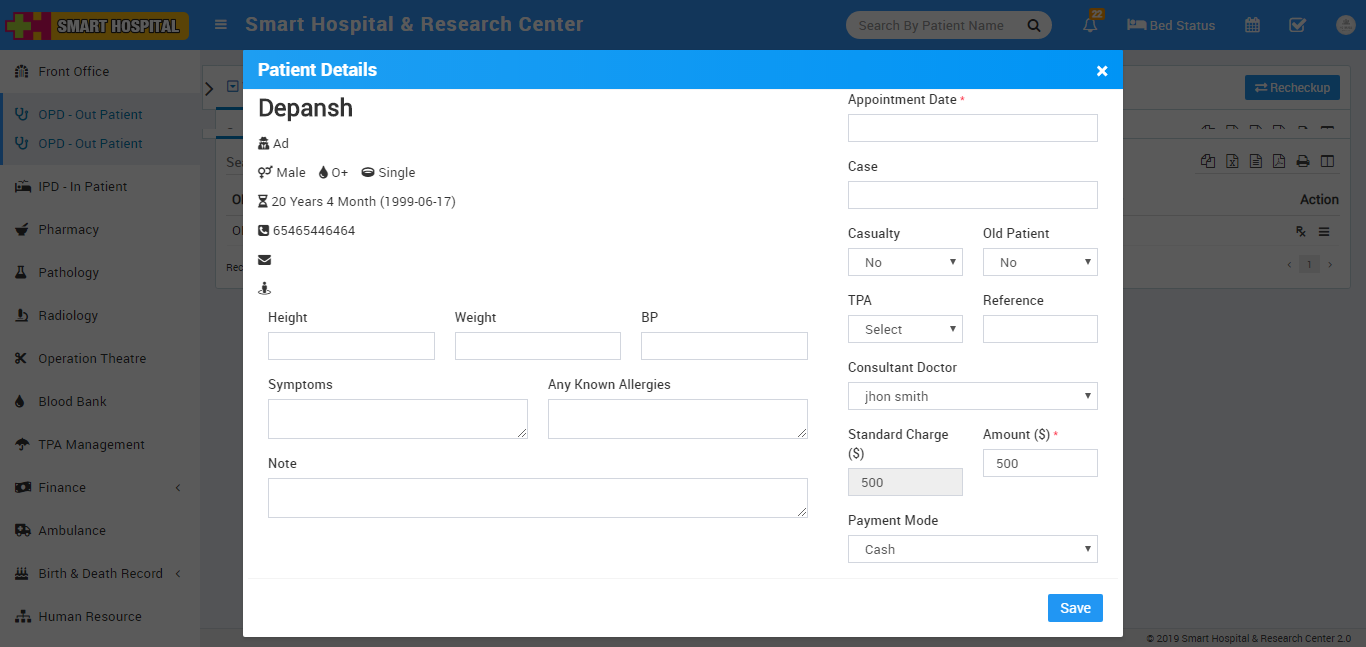 SMART HOSPITAL
Smart Hospital & Research Center
Search By Patient Name
22
Bed Status
Front Office
OPD - Out Patient
OPD - Out Patient
IPD - In Patient
Pharmacy
Pathology
Radiology
Operation Theatre
Blood Bank
TPA Management
Finance
Ambulance
Birth & Death Record
Human Resource
Recheckup
Action
1
Patient Details
×
Depansh
Ad
Male O+ Single
20 Years 4 Month (1999-06-17)
65465446464
Height Weight BP
Symptoms Any Known Allergies
Note
Appointment Date *
Case
Casualty Old Patient
No No
TPA Reference
Select
Consultant Doctor
jhon smith
Standard Charge
($)
Amount ($) *
500 500
Payment Mode
Cash
Save
© 2019 Smart Hospital & Research Center 2.0